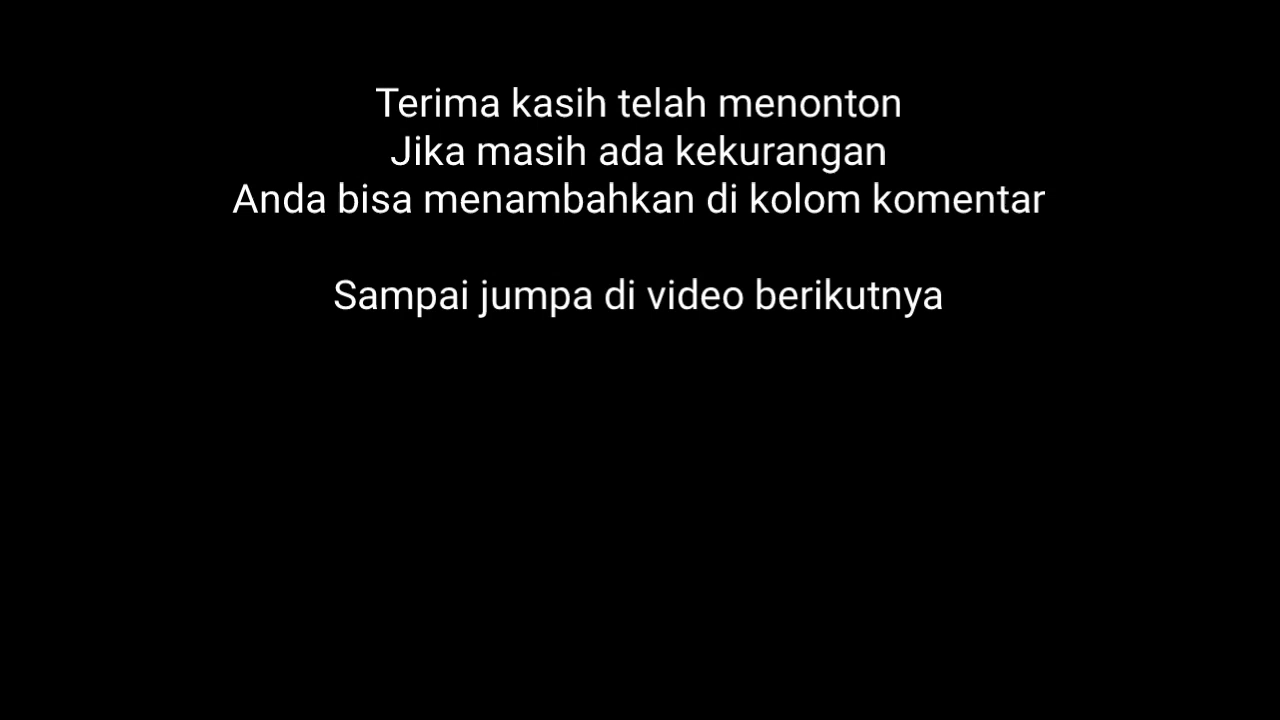 Terima kasih telah menonton
Jika masih ada kekurangan
Anda bisa menambahkan di kolom komentar
Sampai jumpa di video berikutnya